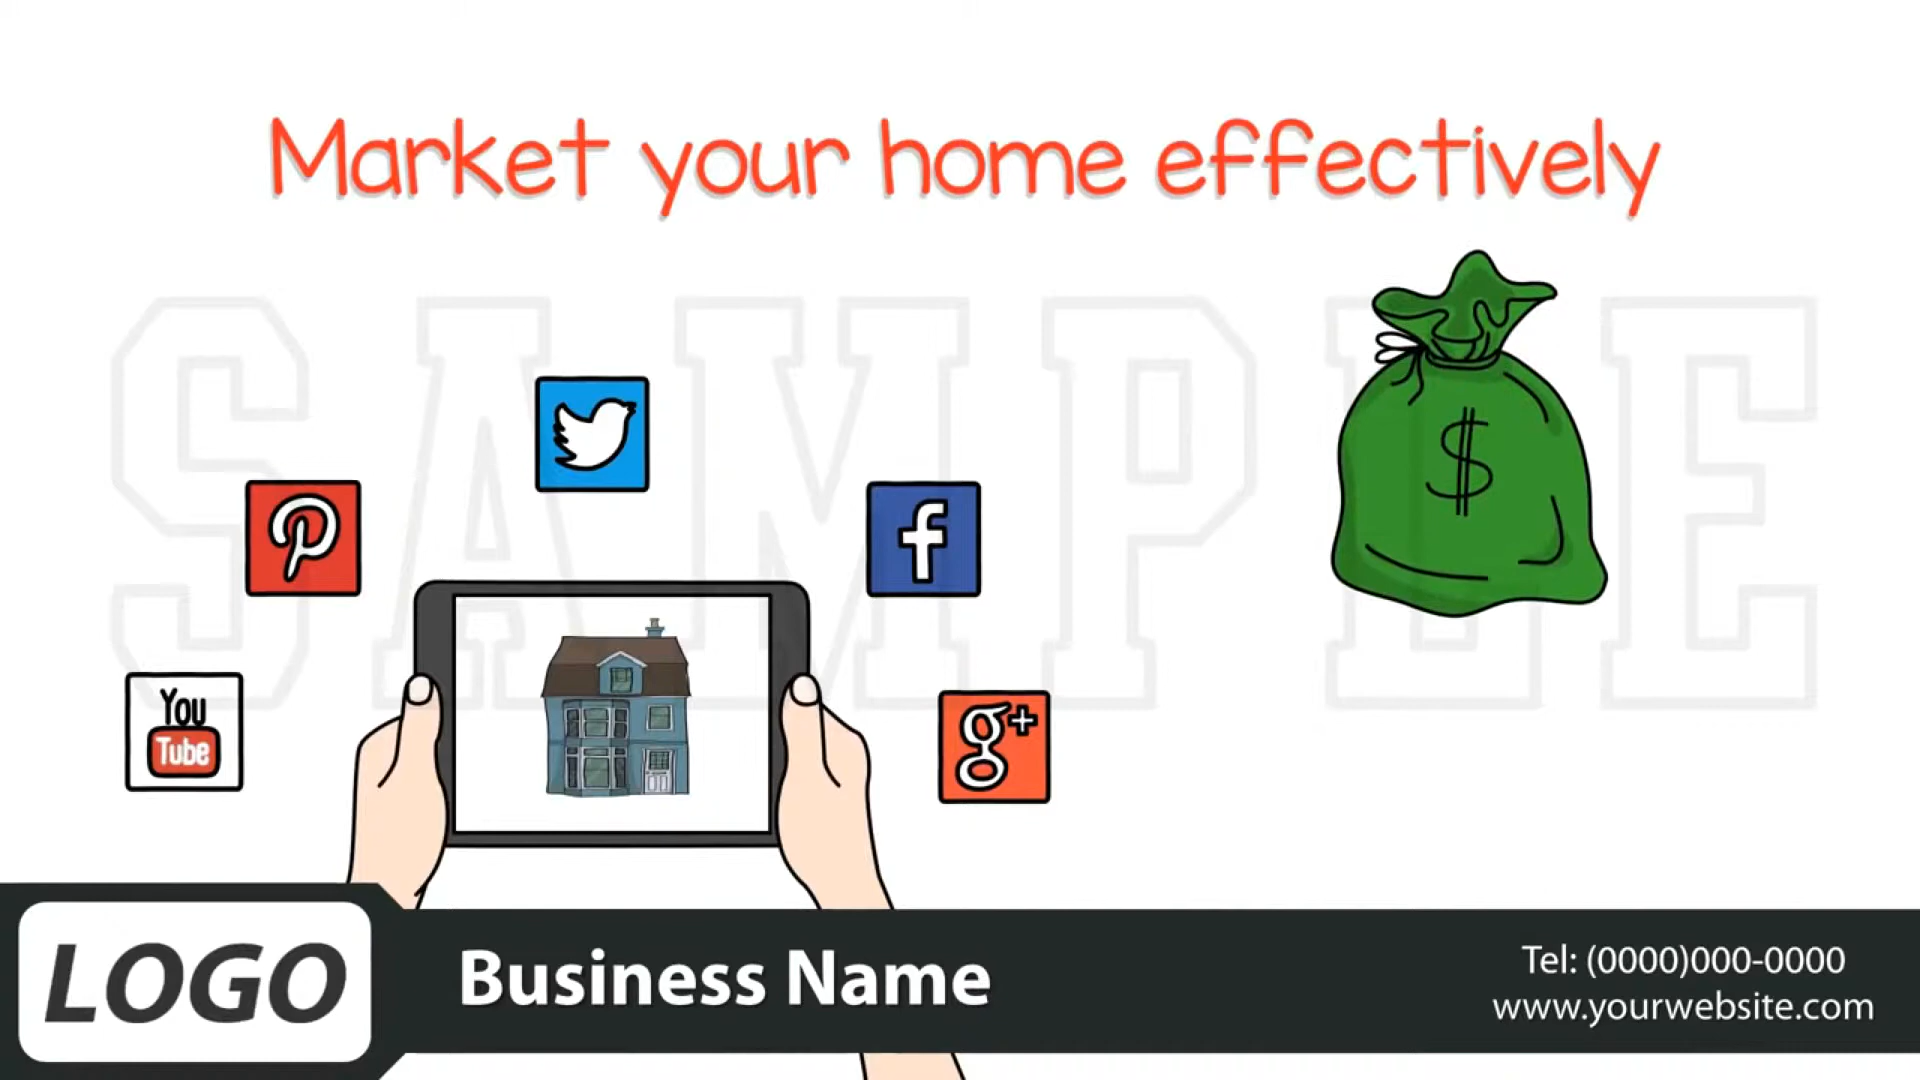 Market your home effectively
SAMPLE
$
f
g+
You
Tube
LOGO
Business Name
Tel: (0000)000-0000
www.yourwebsite.com